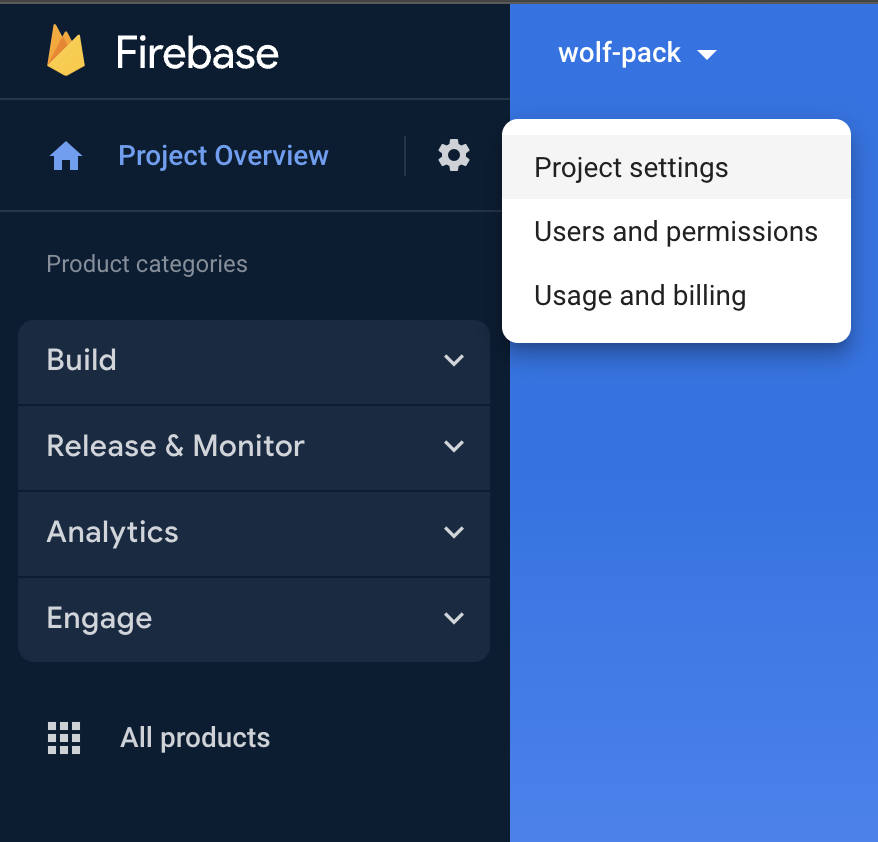 Firebase
wolf-pack
Project Overview
Project settings
Users and permissions
Usage and billing
Product categories
Build
Release & Monitor
Analytics
Engage
All products